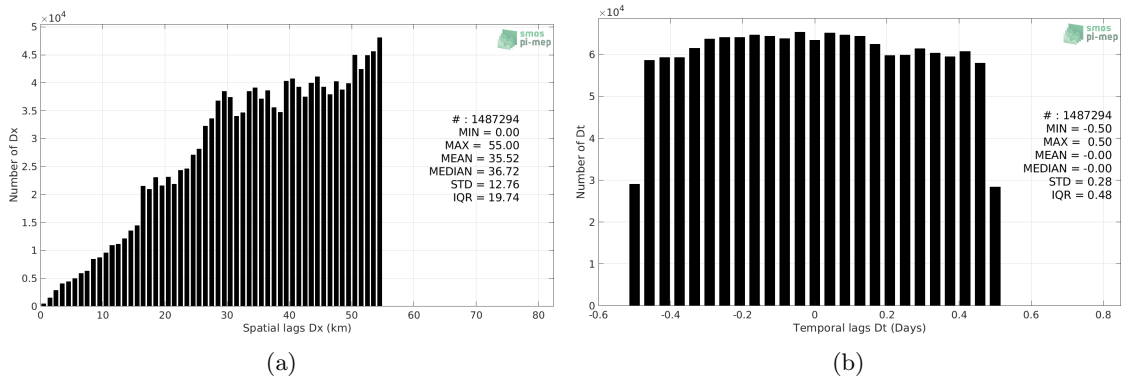 ×10⁴
5
4.5
4
3.5
3
2.5
2
1.5
1
0.5
0
Number of Dx
0 10 20 30 40 50 60 70 80
Spatial lags Dx (km)
smos
pi-mep
# : 1487294
MIN = 0.00
MAX = 55.00
MEAN = 35.52
MEDIAN = 36.72
STD = 12.76
IQR = 19.74
(a)
×10⁴
6
5
4
3
2
1
0
Number of Dt
-0.6 -0.4 -0.2 0 0.2 0.4 0.6 0.8
Temporal lags Dt (Days)
smos
pi-mep
# : 1487294
MIN = -0.50
MAX = 0.50
MEAN = -0.00
MEDIAN = -0.00
STD = 0.28
IQR = 0.48
(b)